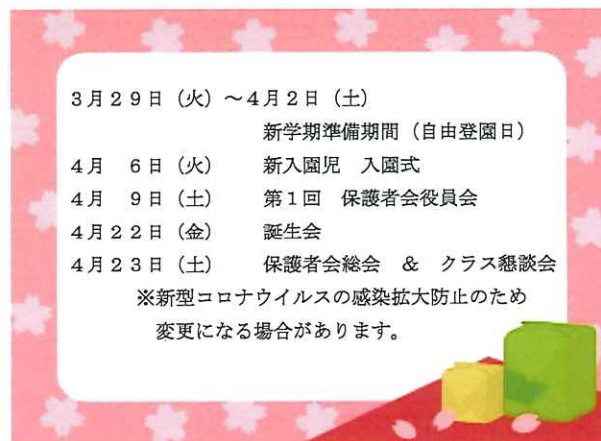 3月29日（火）～4月2日（土）
新学期準備期間（自由登園日）
4月　6日（火）　新入園児　入園式
4月　9日（土）　第1回　保護者会役員会
4月22日（金）　誕生会
4月23日（土）　保護者会総会　＆　クラス懇談会
※新型コロナウイルスの感染拡大防止のため
変更になる場合があります。